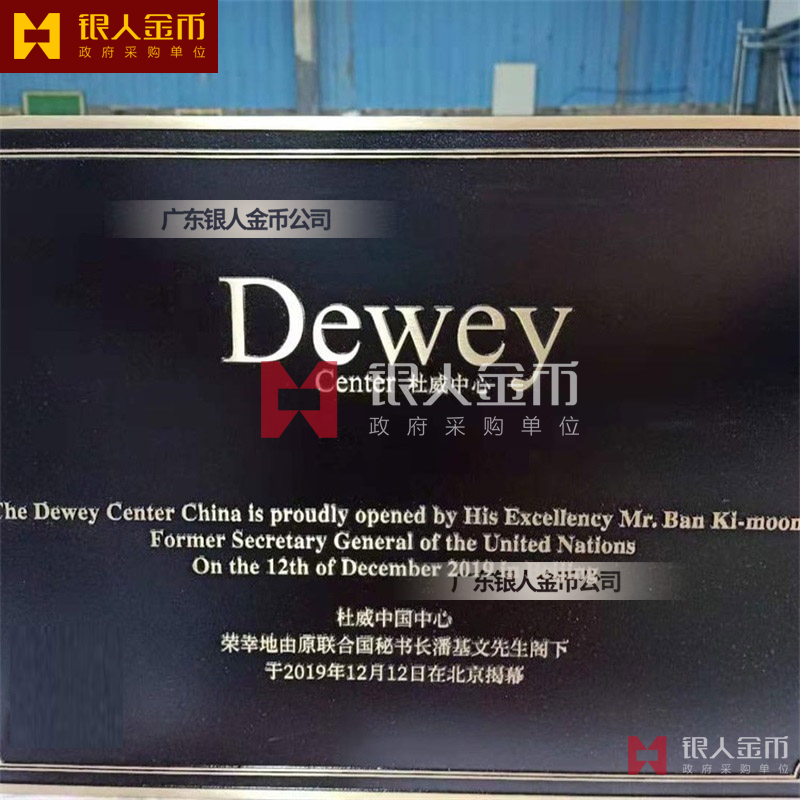 银人金币
政府采购单位
广东银人金币公司
Dewey
Center 杜威中心
银人金币
政府采购单位
he Dewey Center China is proudly opened by His Excellency Mr. Ban Ki-moon
Former Secretary General of the United Nations
On the 12th of December 2019 in
广东银人金币公司
杜威中国中心
荣幸地由原联合国秘书长潘基文先生阁下
于2019年12月12日在北京揭幕
银人金币
政府采购单位